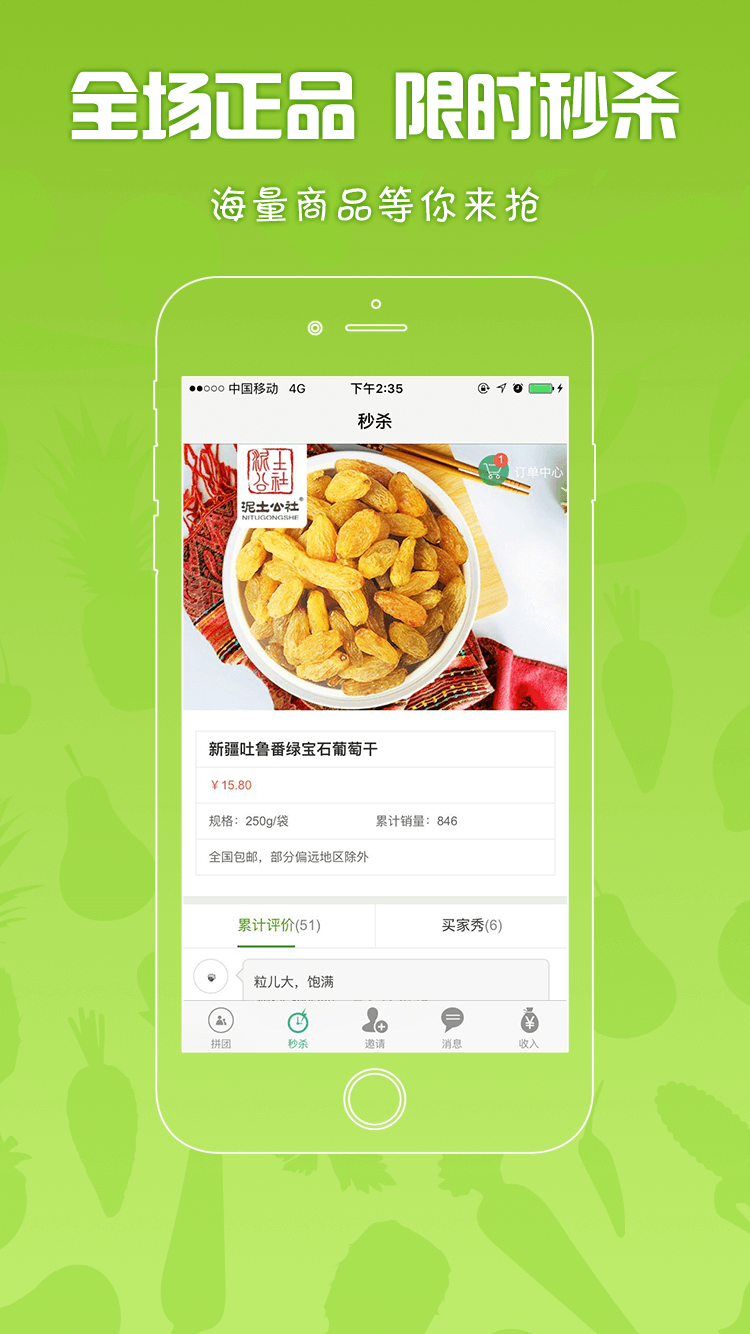 全场正品 限时秒杀
海量商品等你来抢
中国移动 4G 下午2:35
秒杀
泥土公社
泥土公社®
NITUGONGSHE
1
订单中心
新疆吐鲁番绿宝石葡萄干
￥15.80
规格：250g/袋 累计销量：846
全国包邮，部分偏远地区除外
累计评价(51) 买家秀(6)
粒儿大，饱满
拼团 秒杀 邀请 消息 收入